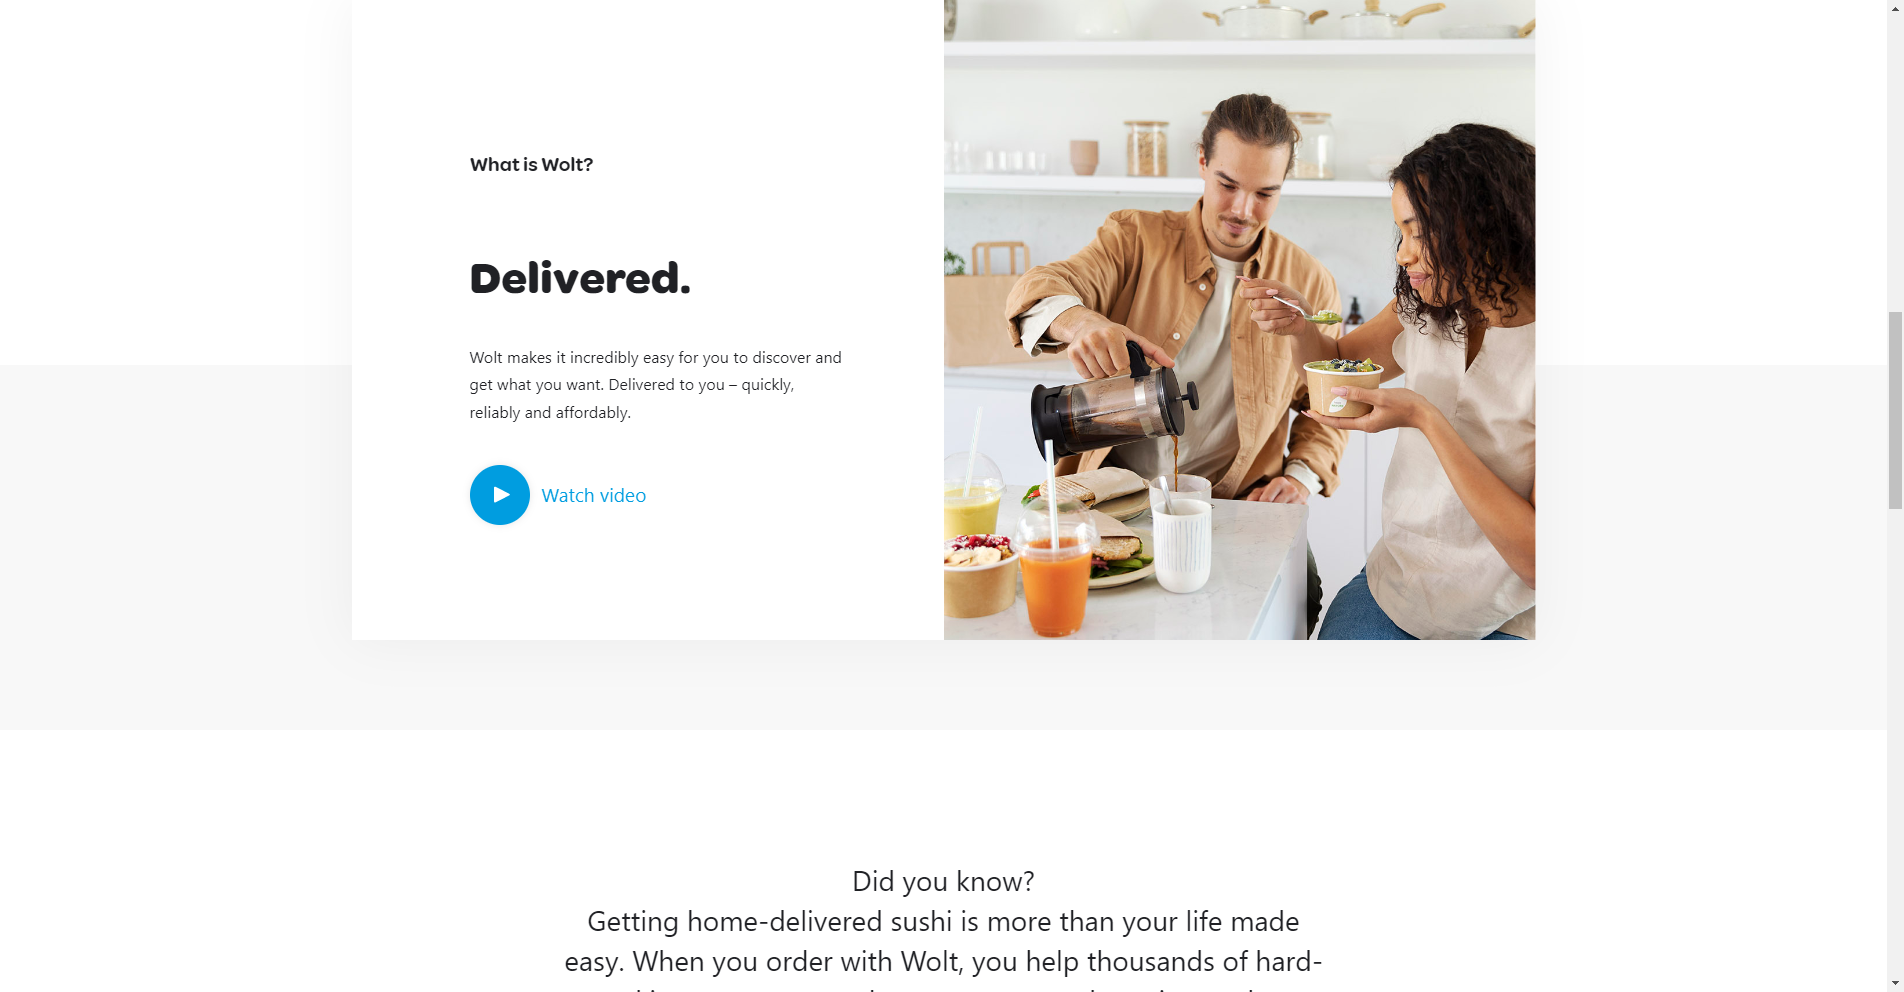 What is Wolt?
Delivered.
Wolt makes it incredibly easy for you to discover and
get what you want. Delivered to you – quickly,
reliably and affordably.
Watch video
Did you know?
Getting home-delivered sushi is more than your life made
easy. When you order with Wolt, you help thousands of hard-